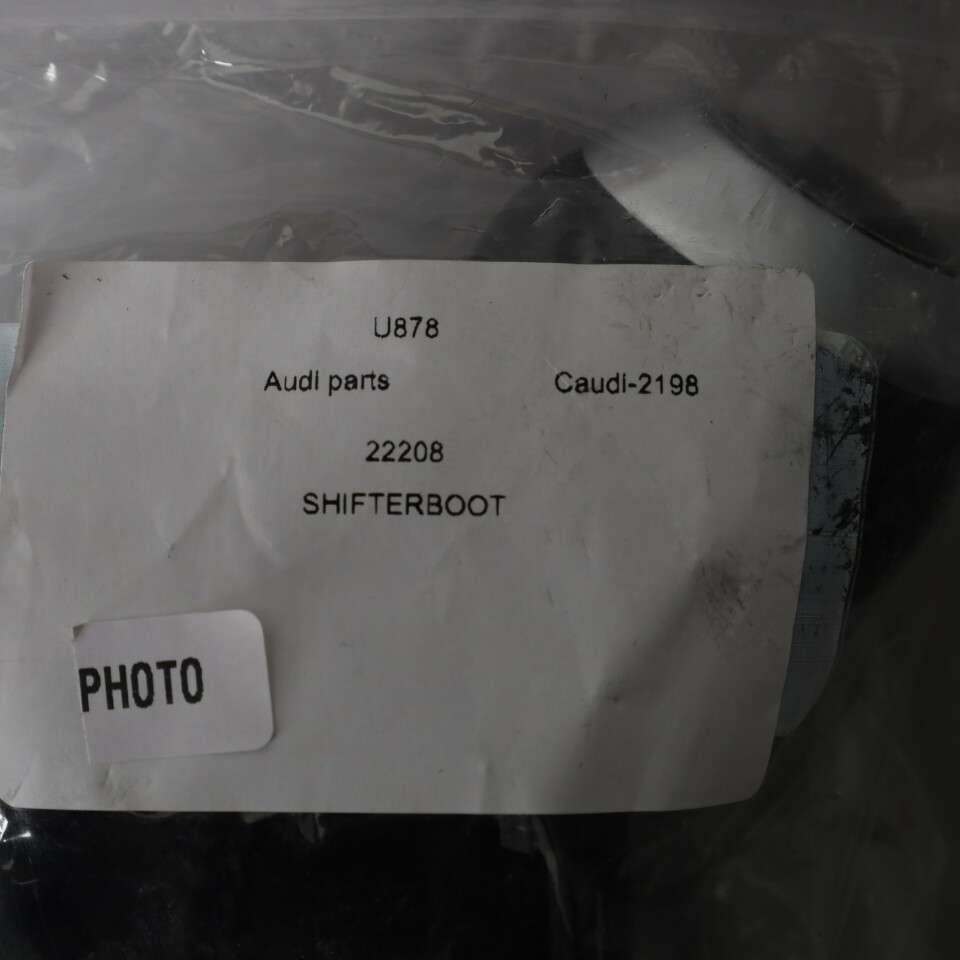 U878
Audi parts Caudi-2198
22208
SHIFTERBOOT
PHOTO